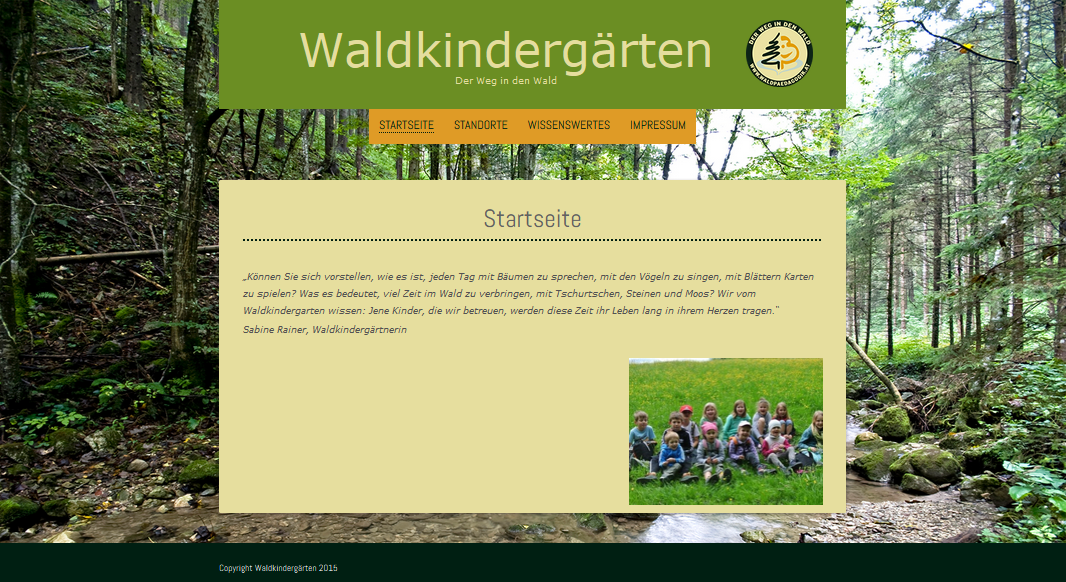 Waldkindergärten
Der Weg in den Wald
DER WEG IN DEN WALD
WWW.WALDPAEDAGOGIK.AT
STARTSEITE STANDORTE WISSENSWERTES IMPRESSUM
Startseite
„Können Sie sich vorstellen, wie es ist, jeden Tag mit Bäumen zu sprechen, mit den Vögeln zu singen, mit Blättern Karten
zu spielen? Was es bedeutet, viel Zeit im Wald zu verbringen, mit Tschurtschen, Steinen und Moos? Wir vom
Waldkindergarten wissen: Jene Kinder, die wir betreuen, werden diese Zeit ihr Leben lang in ihrem Herzen tragen."
Sabine Rainer, Waldkindergärtnerin
Copyright Waldkindergärten 2015